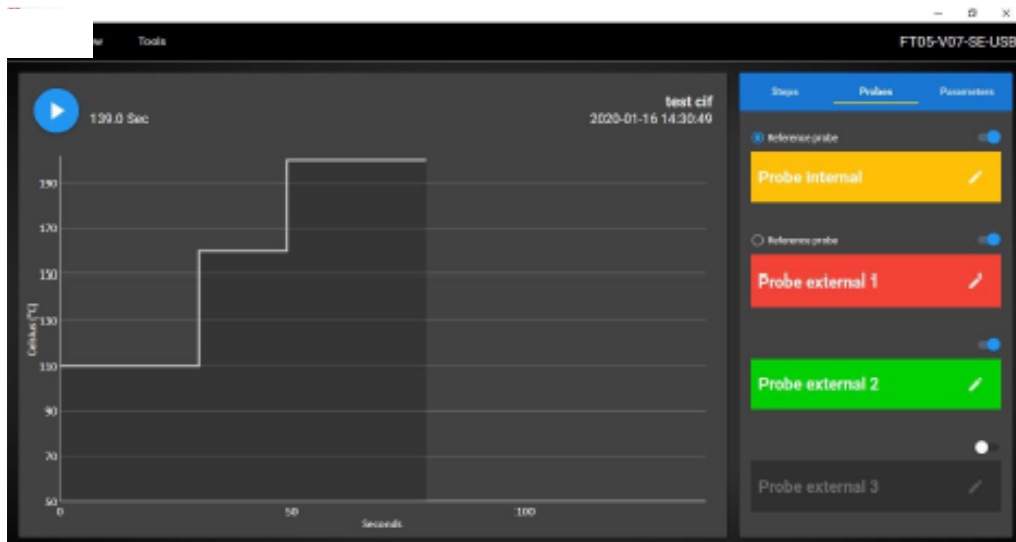 Tools
FT05-V07-SE-USB
139.0 Sec
test cif
2020-01-16 14:30:49
190
170
150
130
110
90
70
50
Celsius (°C)
0
50
100
Seconds
Steps
Probes
Parameters
Reference probe
Probe internal
Reference probe
Probe external 1
Probe external 2
Probe external 3